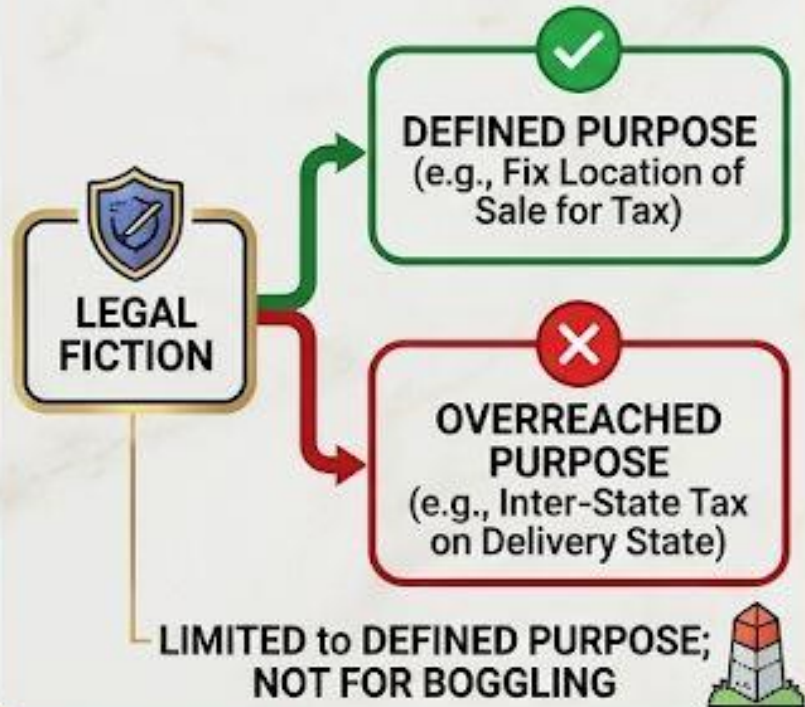 DEFINED PURPOSE
(e.g., Fix Location of
Sale for Tax)
LEGAL
FICTION
OVERREACHED
PURPOSE
(e.g., Inter-State Tax
on Delivery State)
LIMITED to DEFINED PURPOSE;
NOT FOR BOGGLING